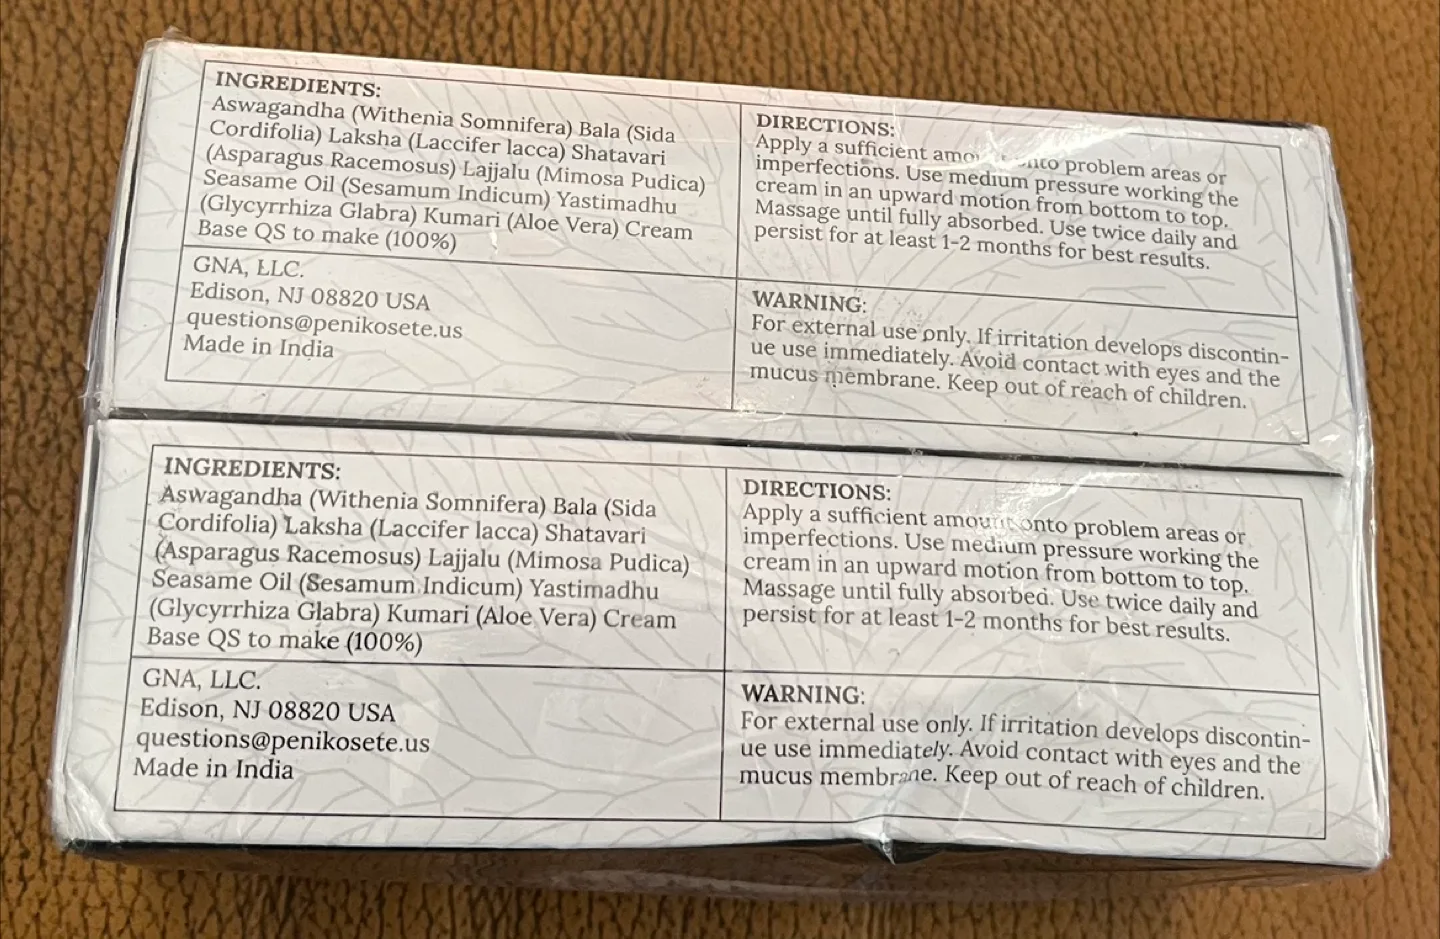 INGREDIENTS:
Aswagandha (Withenia Somnifera) Bala (Sida
Cordifolia) Laksha (Laccifer lacca) Shatavari
(Asparagus Racemosus) Lajjalu (Mimosa Pudica)
Seasame Oil (Sesamum Indicum) Yastimadhu
(Glycyrrhiza Glabra) Kumari (Aloe Vera) Cream
Base QS to make (100%)
GNA, LLC.
Edison, NJ 08820 USA
questions@penikosete.us
Made in India
DIRECTIONS:
Apply a sufficient onto problem areas or
imperfections. Use medium pressure working the
cream in an upward motion from bottom to top.
Massage until fully absorbed. Use twice daily and
persist for at least 1-2 months for best results.
WARNING:
For external use only. If irritation develops discontin-
ue use immediately. Avoid contact with eyes and the
mucus membrane. Keep out of reach of children.
INGREDIENTS:
Aswagandha (Withenia Somnifera) Bala (Sida
Cordifolia) Laksha (Laccifer lacca) Shatavari
(Asparagus Racemosus) Lajjalu (Mimosa Pudica)
Seasame Oil (Sesamum Indicum) Yastimadhu
(Glycyrrhiza Glabra) Kumari (Aloe Vera) Cream
Base QS to make (100%)
GNA, LLC.
Edison, NJ 08820 USA
questions@penikosete.us
Made in India
DIRECTIONS:
Apply a sufficient amount onto problem areas or
imperfections. Use medium pressure working the
cream in an upward motion from bottom to top.
Massage until fully absorbed. Use twice daily and
persist for at least 1-2 months for best results.
WARNING:
For external use only. If irritation develops discontin-
ue use immediately. Avoid contact with eyes and the
mucus membrane. Keep out of reach of children.